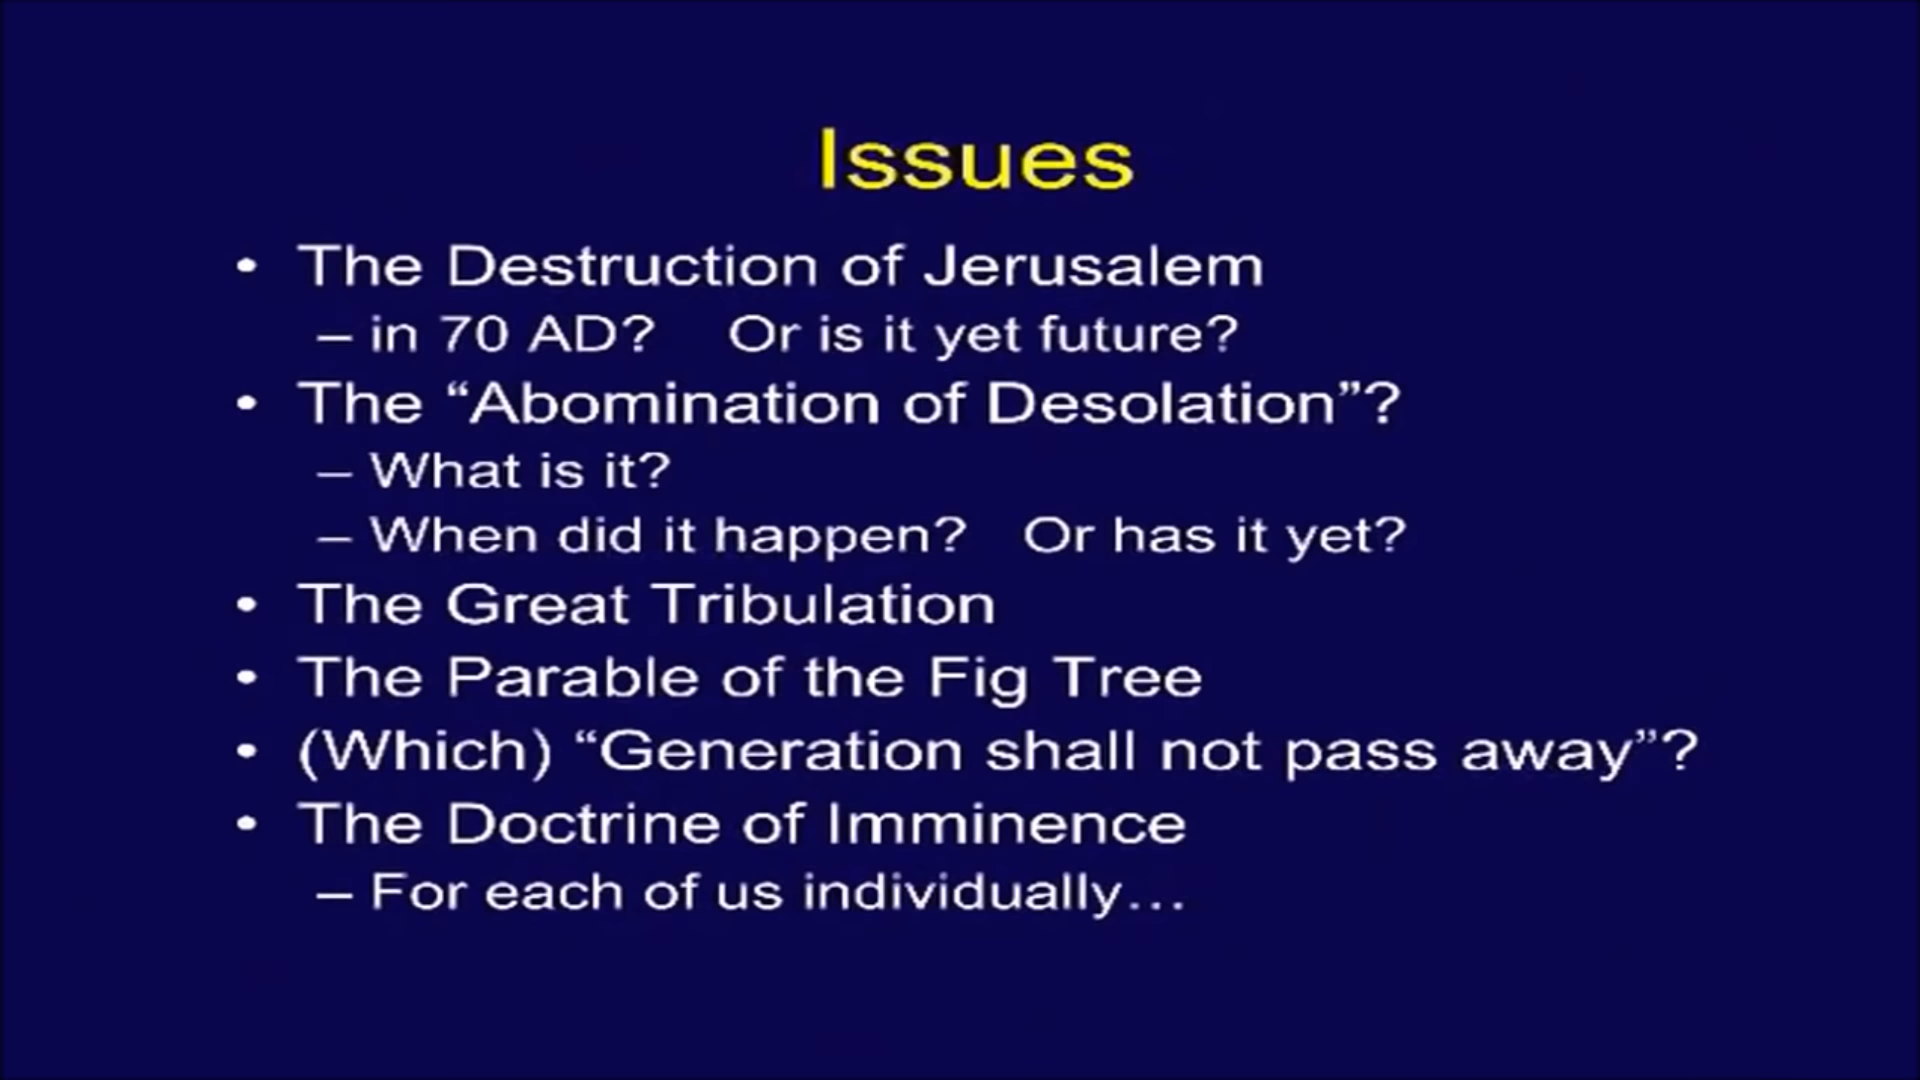 Issues
• The Destruction of Jerusalem
– in 70 AD? Or is it yet future?
• The “Abomination of Desolation”?
– What is it?
– When did it happen? Or has it yet?
• The Great Tribulation
• The Parable of the Fig Tree
• (Which) “Generation shall not pass away”?
• The Doctrine of Imminence
– For each of us individually…